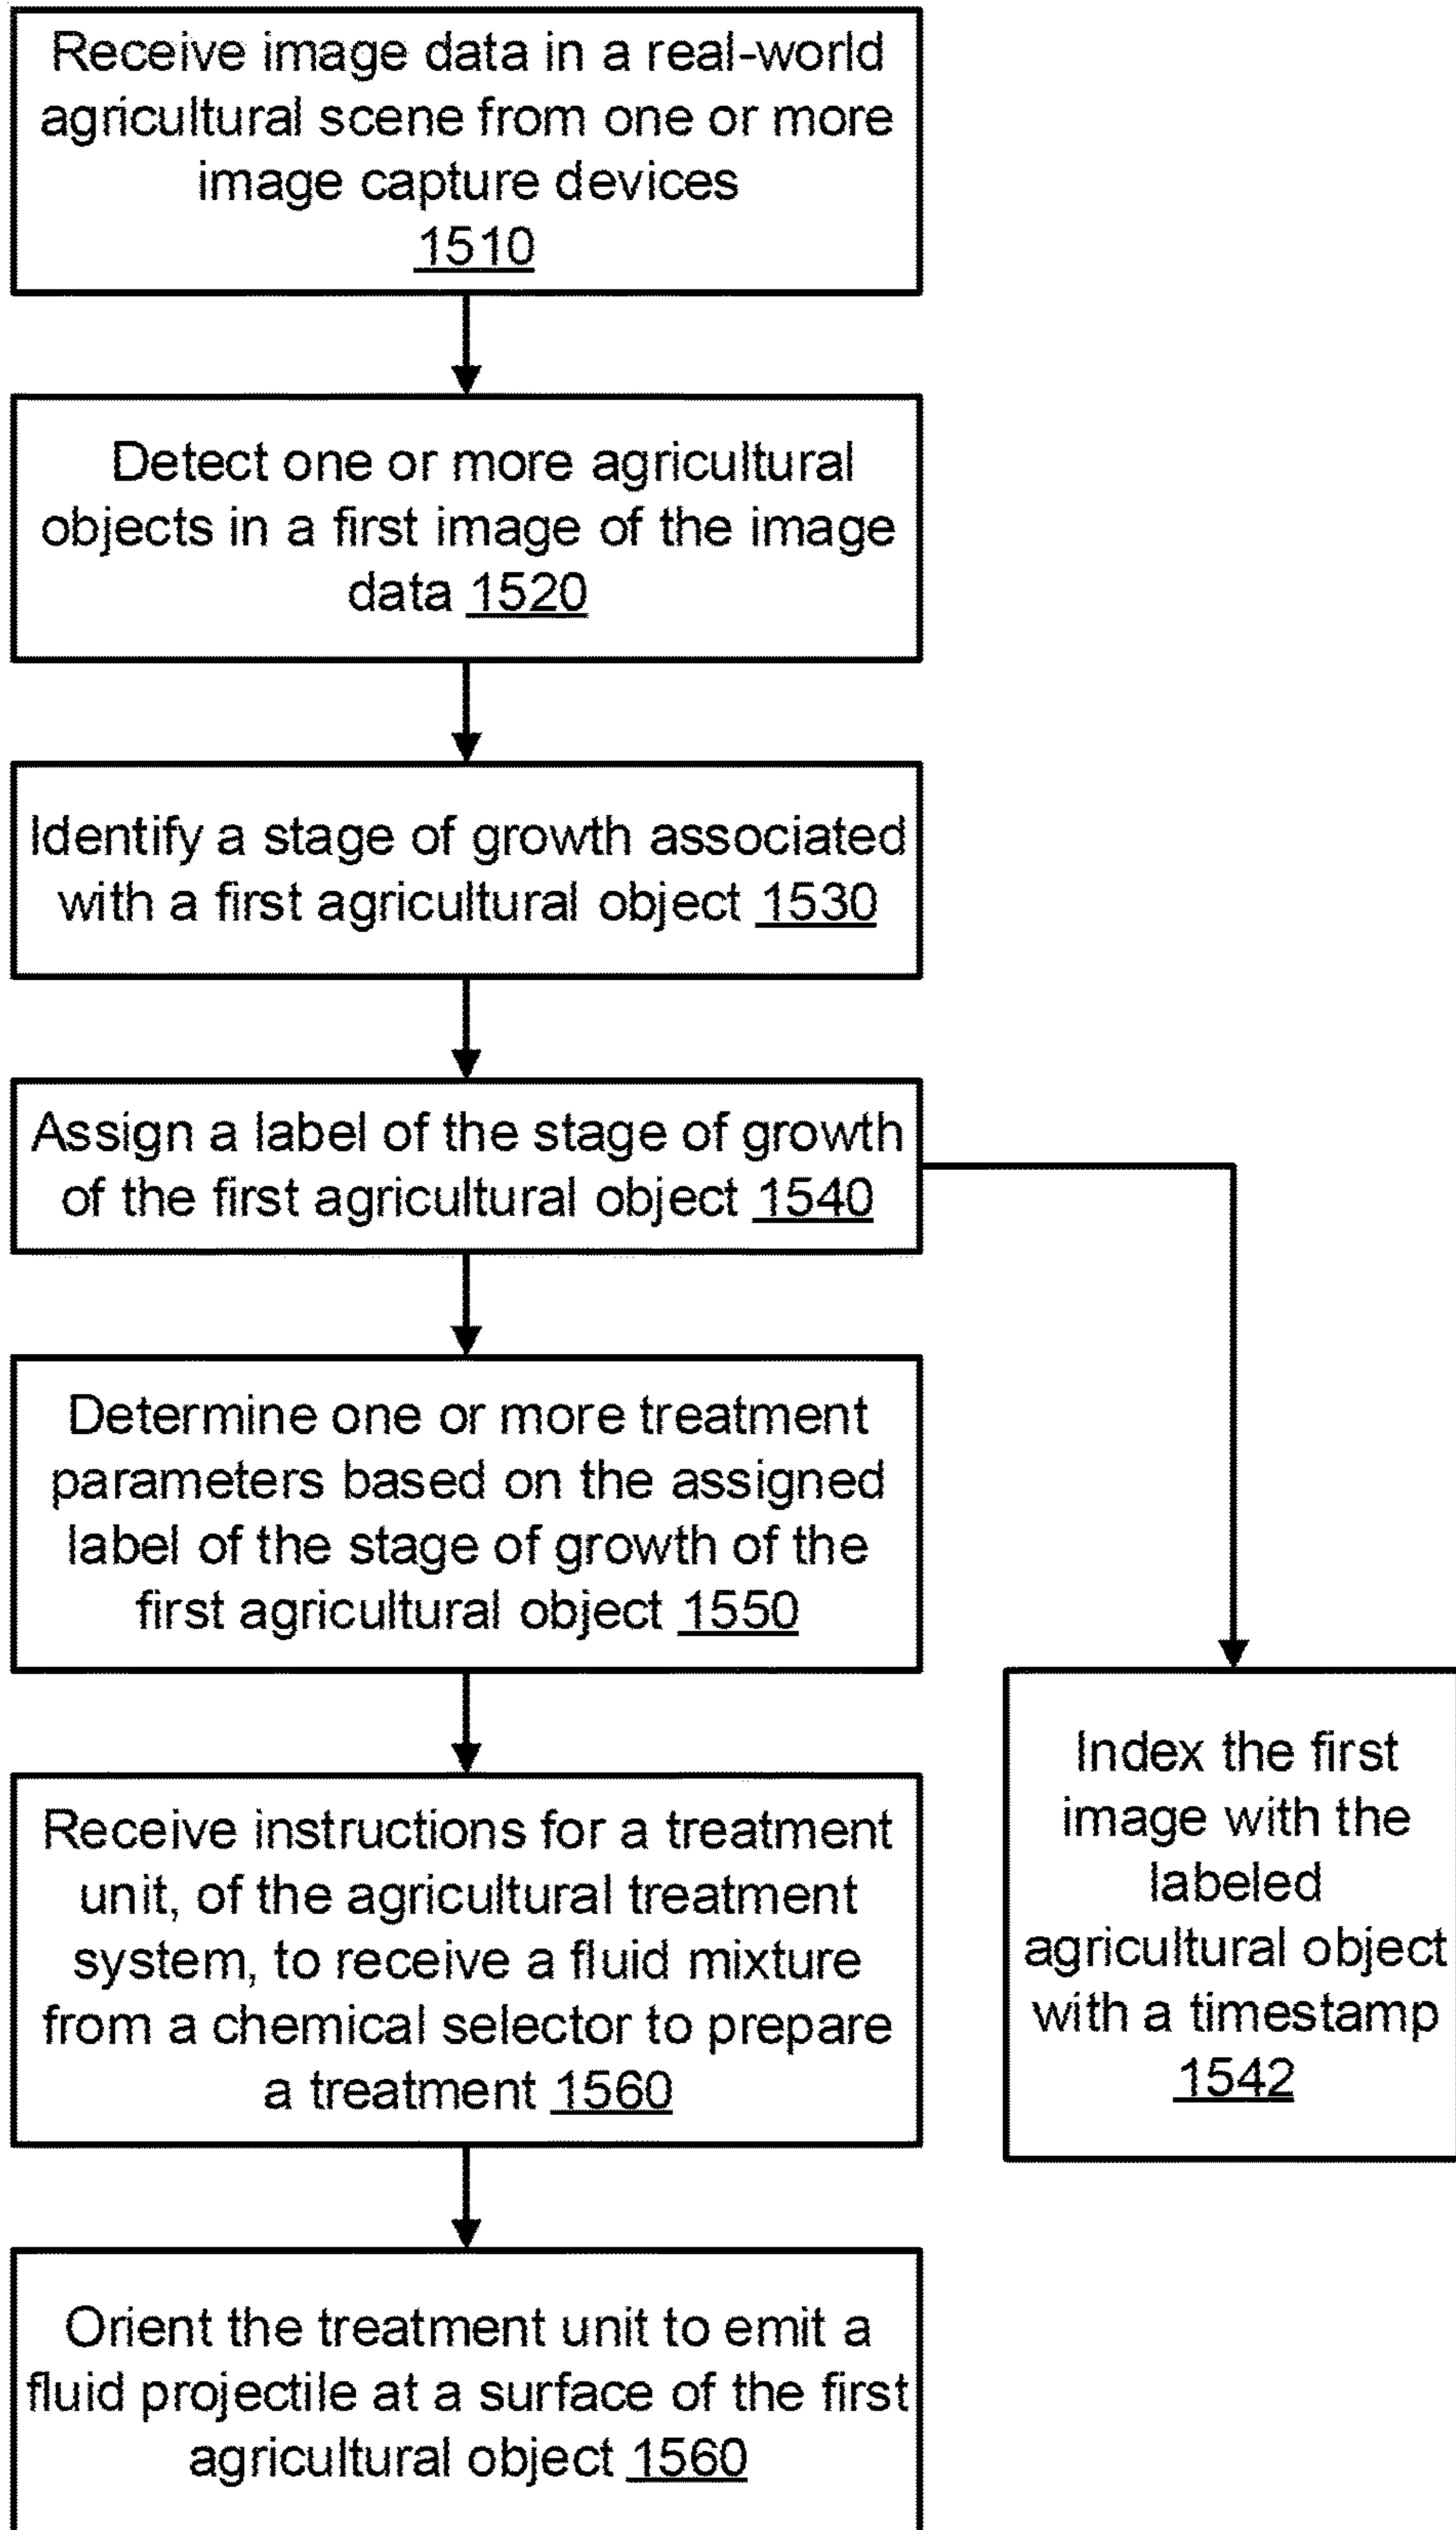 Receive image data in a real-world
agricultural scene from one or more
image capture devices
1510
Detect one or more agricultural
objects in a first image of the image
data 1520
Identify a stage of growth associated
with a first agricultural object 1530
Assign a label of the stage of growth
of the first agricultural object 1540
Determine one or more treatment
parameters based on the assigned
label of the stage of growth of the
first agricultural object 1550
Receive instructions for a treatment
unit, of the agricultural treatment
system, to receive a fluid mixture
from a chemical selector to prepare
a treatment 1560
Index the first
image with the
labeled
agricultural object
with a timestamp
1542
Orient the treatment unit to emit a
fluid projectile at a surface of the first
agricultural object 1560